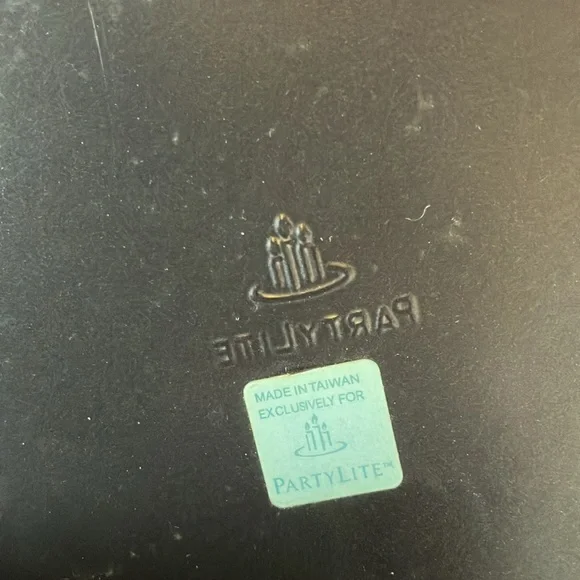 PARTYLITE
MADE IN TAIWAN
EXCLUSIVELY FOR
PARTYLITE™